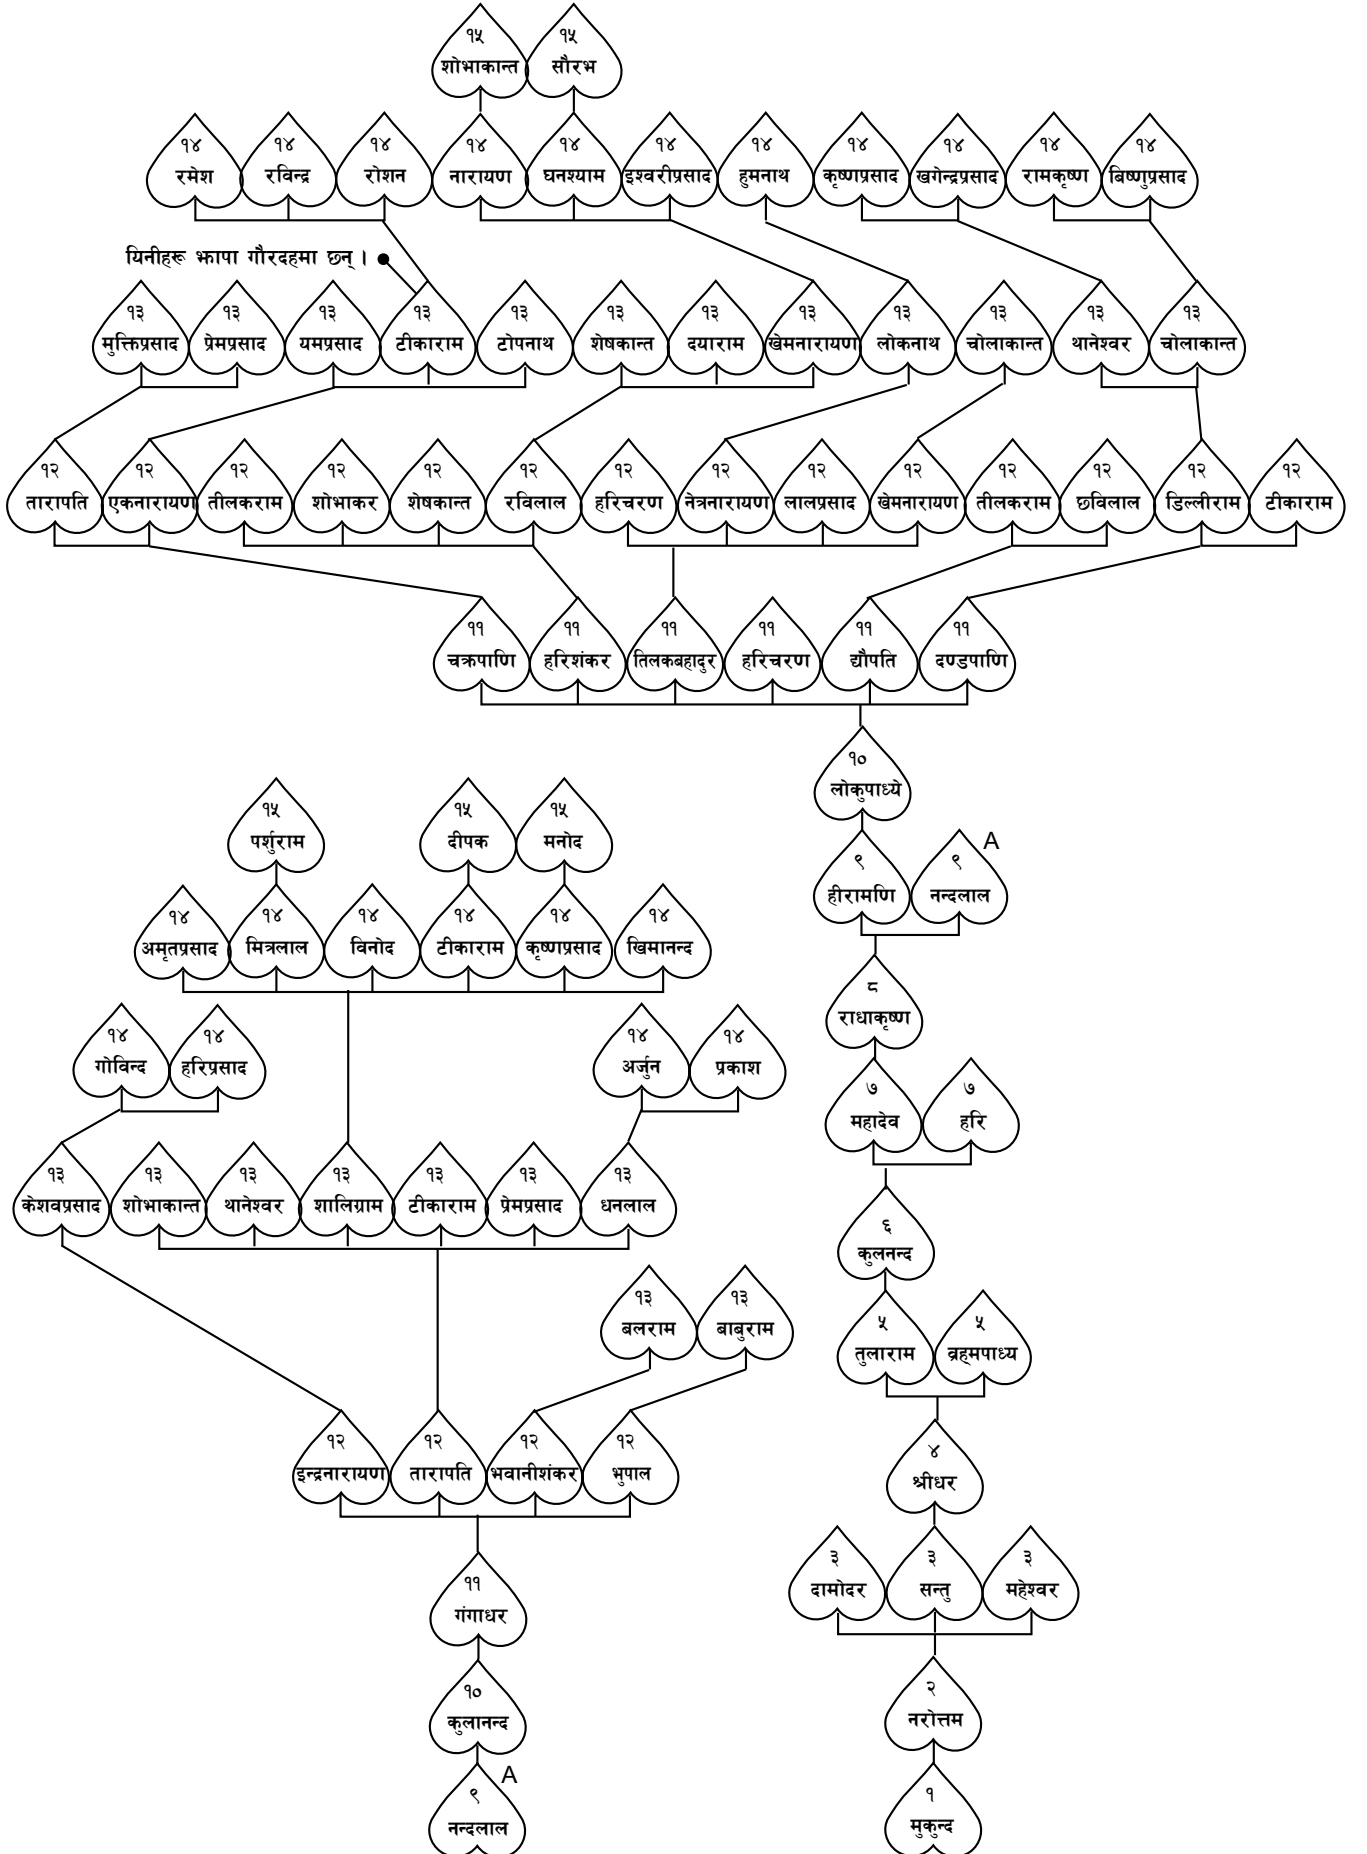 १५ १५
शोभाकान्त सौरभ
१४ १४ १४ १४ १४ १४ १४ १४ १४ १४ १४
रमेश रविन्द्र रोशन नारायण घनश्याम इश्वरीप्रसाद हुमनाथ कृष्णप्रसाद खगेन्द्रप्रसाद रामकृष्ण बिष्णुप्रसाद
यिनीहरू झापा गौरदहमा छन् ।
१३ १३ १३ १३ १३ १३ १३ १३ १३ १३ १३ १३
मुक्तिप्रसाद प्रेमप्रसाद यमप्रसाद टीकाराम टोपनाथ शेषकान्त दयाराम खेमनारायण लोकनाथ चोलाकान्त थानेश्वर चोलाकान्त
१२ १२ १२ १२ १२ १२ १२ १२ १२ १२ १२ १२ १२ १२
तारापति एकनारायण तीलकराम शोभाकर शेषकान्त रविलाल हरिचरण नेत्रनारायण लालप्रसाद खेमनारायण तीलकराम छविलाल डिल्लीराम टीकाराम
११ ११ ११ ११ ११ ११
चक्रपाणि हरिशंकर तिलकबहादुर हरिचरण द्यौपति दण्डपाणि
१०
लोकुपाध्ये
१५ १५ १५
पर्शुराम दीपक मनोद
A
९ ९
हीरामणि नन्दलाल
१४ १४ १४ १४ १४ १४
अमृतप्रसाद मित्रलाल विनोद टीकाराम कृष्णप्रसाद खिमानन्द
८
राधाकृष्ण
१४ १४ १४ १४
गोविन्द हरिप्रसाद अर्जुन प्रकाश
७ ७
महादेव हरि
१३ १३ १३ १३ १३ १३ १३
केशवप्रसाद शोभाकान्त थानेश्वर शालिग्राम टीकाराम प्रेमप्रसाद धनलाल
६
कुलनन्द
१३ १३
बलराम बाबुराम
५ ५
तुलाराम ब्रह्मपाध्य
१२ १२ १२ १२
इन्द्रनारायण तारापति भवानीशंकर भुपाल
४
श्रीधर
३ ३ ३
दामोदर सन्तु महेश्वर
११
गंगाधर
२
नरोत्तम
१०
कुलानन्द
A
९
नन्दलाल
१
मुकुन्द